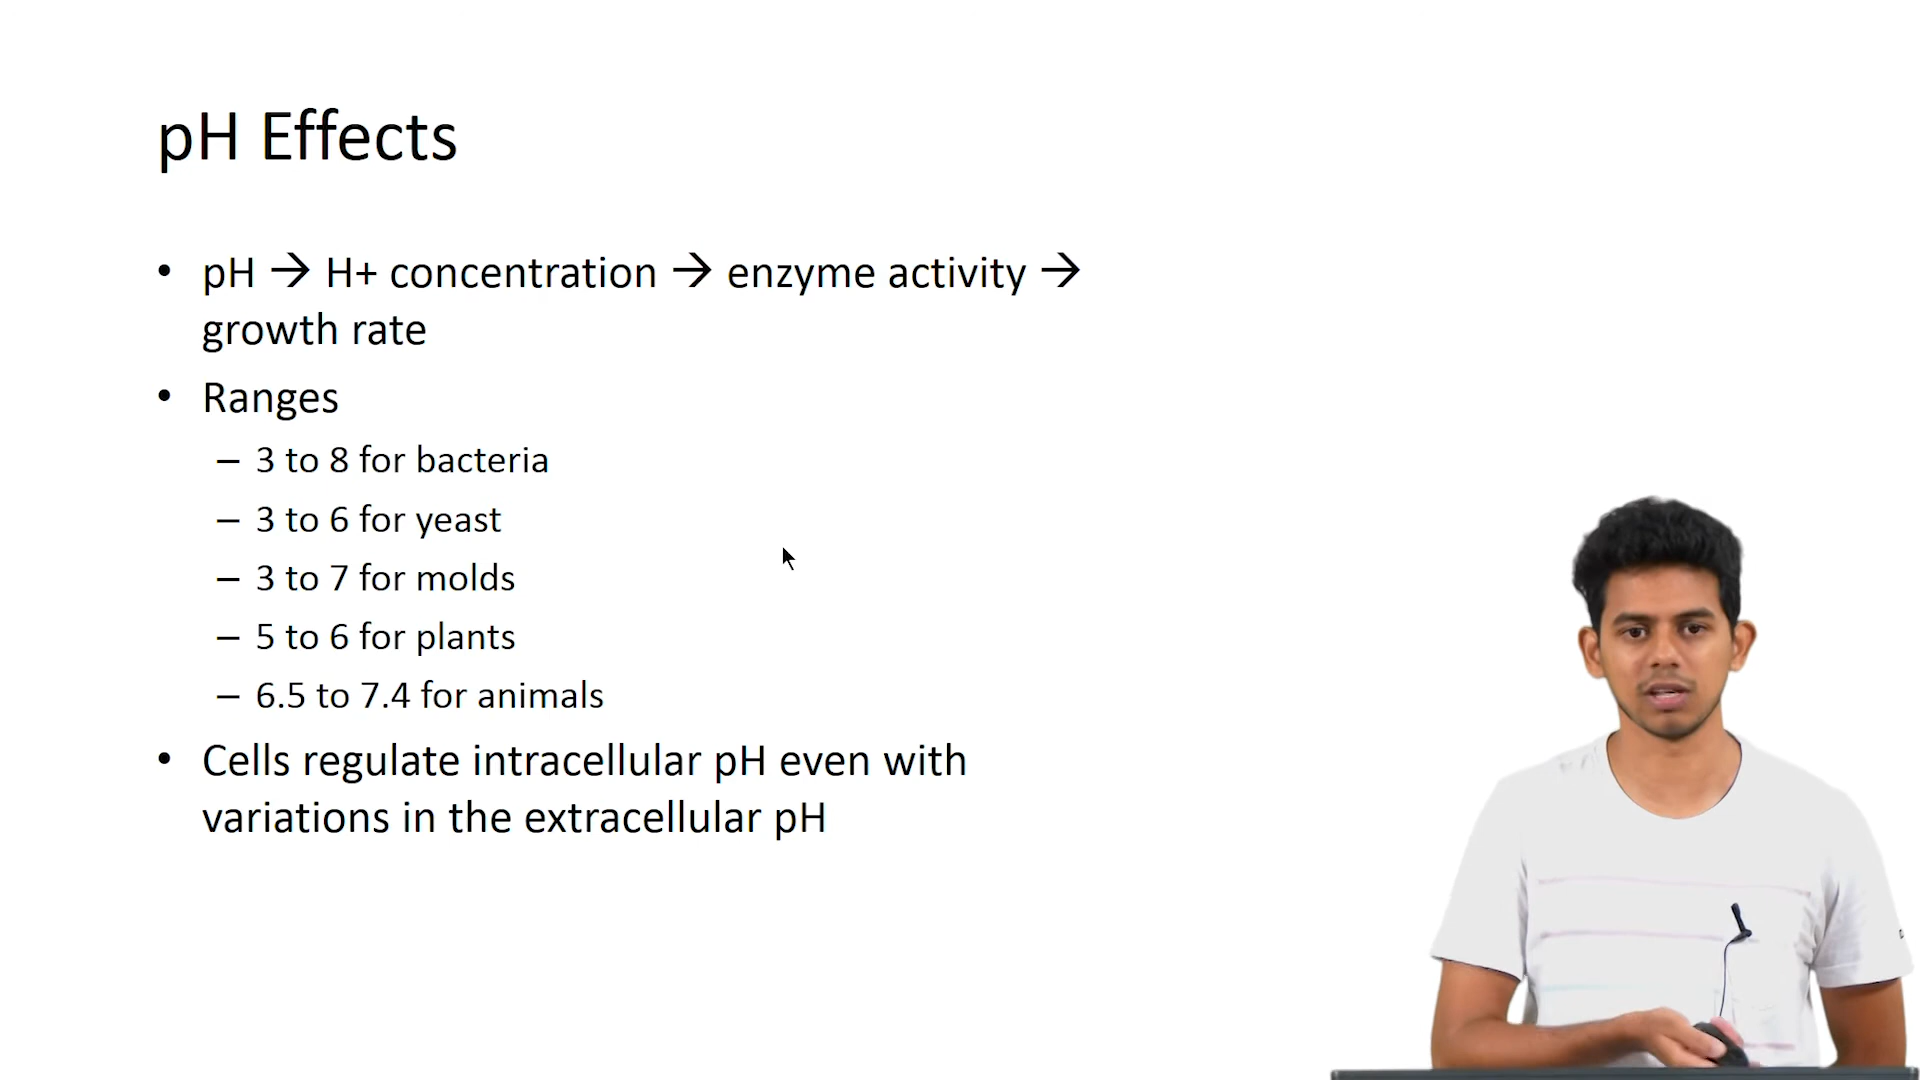 pH Effects
• pH → H+ concentration → enzyme activity →
growth rate
• Ranges
– 3 to 8 for bacteria
– 3 to 6 for yeast
– 3 to 7 for molds
– 5 to 6 for plants
– 6.5 to 7.4 for animals
• Cells regulate intracellular pH even with
variations in the extracellular pH